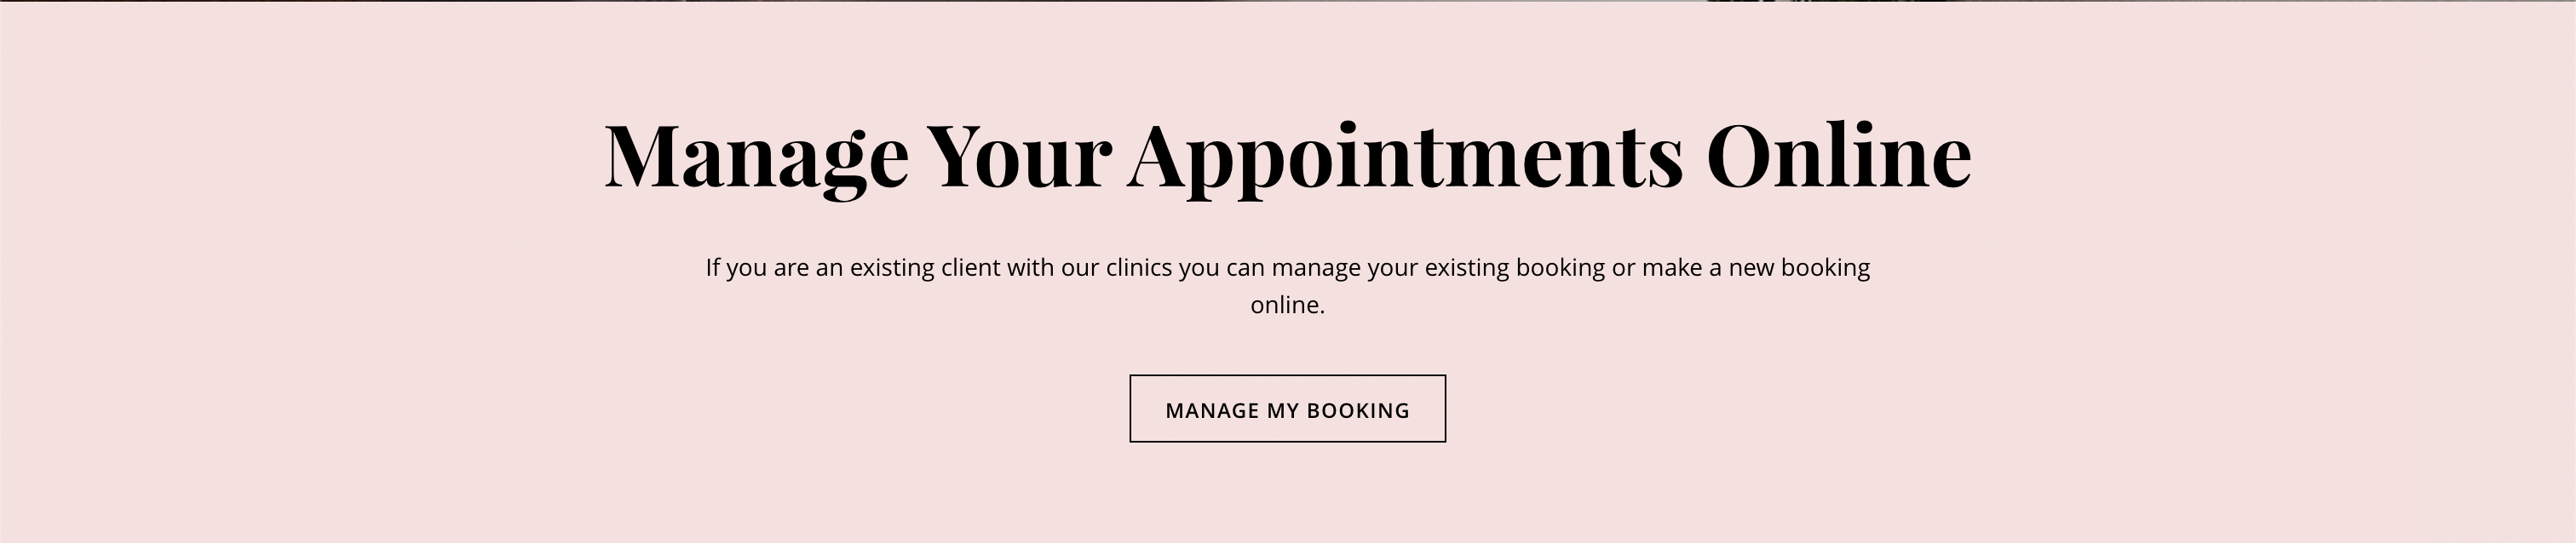 Manage Your Appointments Online
If you are an existing client with our clinics you can manage your existing booking or make a new booking
online.
MANAGE MY BOOKING